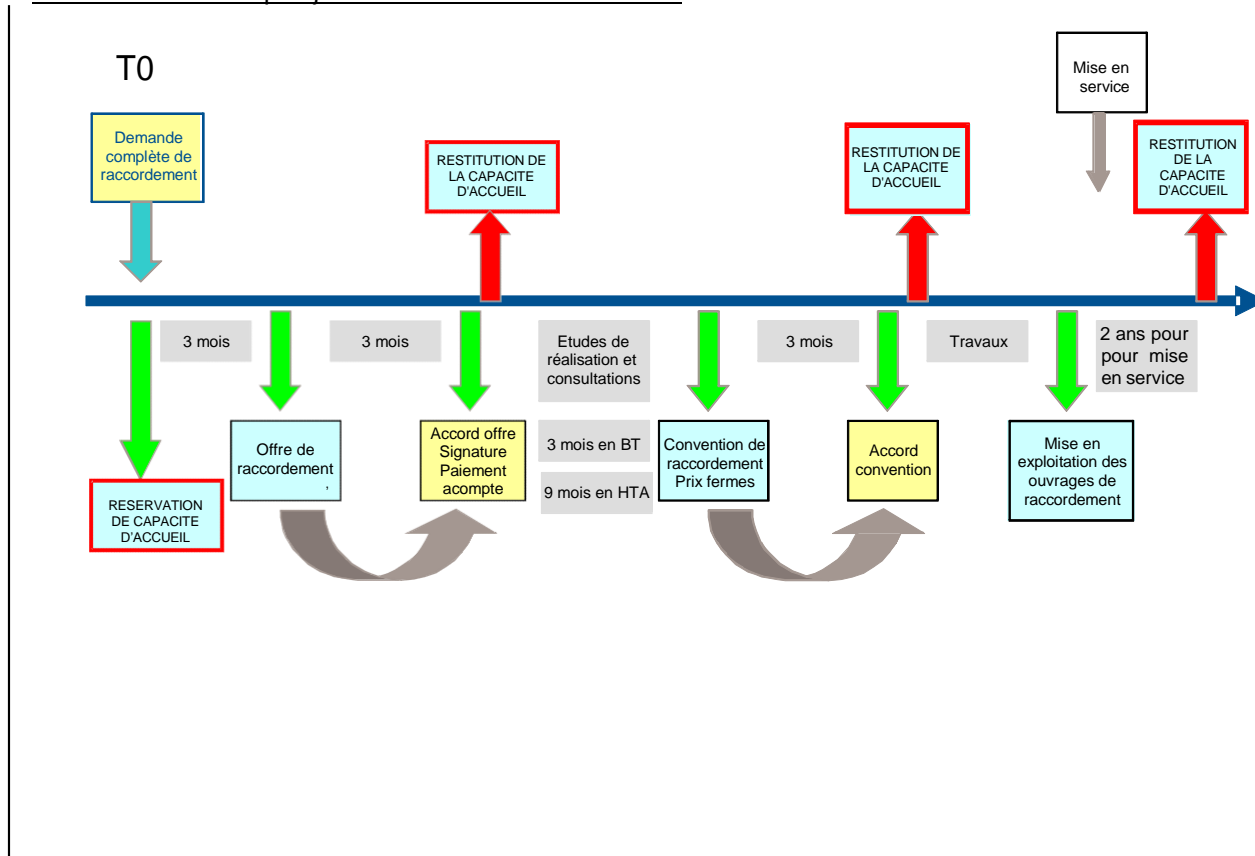 T0
Mise en
service
Demande
complète de
raccordement
RESTITUTION DE
LA CAPACITE
D'ACCUEIL
RESTITUTION DE
LA CAPACITE
D'ACCUEIL
RESTITUTION
DE LA
CAPACITE
D'ACCUEIL
3 mois
3 mois
Etudes de
réalisation et
consultations
3 mois
Travaux
2 ans pour
pour mise
en service
RESERVATION
DE CAPACITE
D'ACCUEIL
Offre de
raccordement
,
Accord offre
Signature
Paiement
acompte
3 mois en BT
9 mois en HTA
Convention de
raccordement
Prix fermes
Accord
convention
Mise en
exploitation des
ouvrages de
raccordement